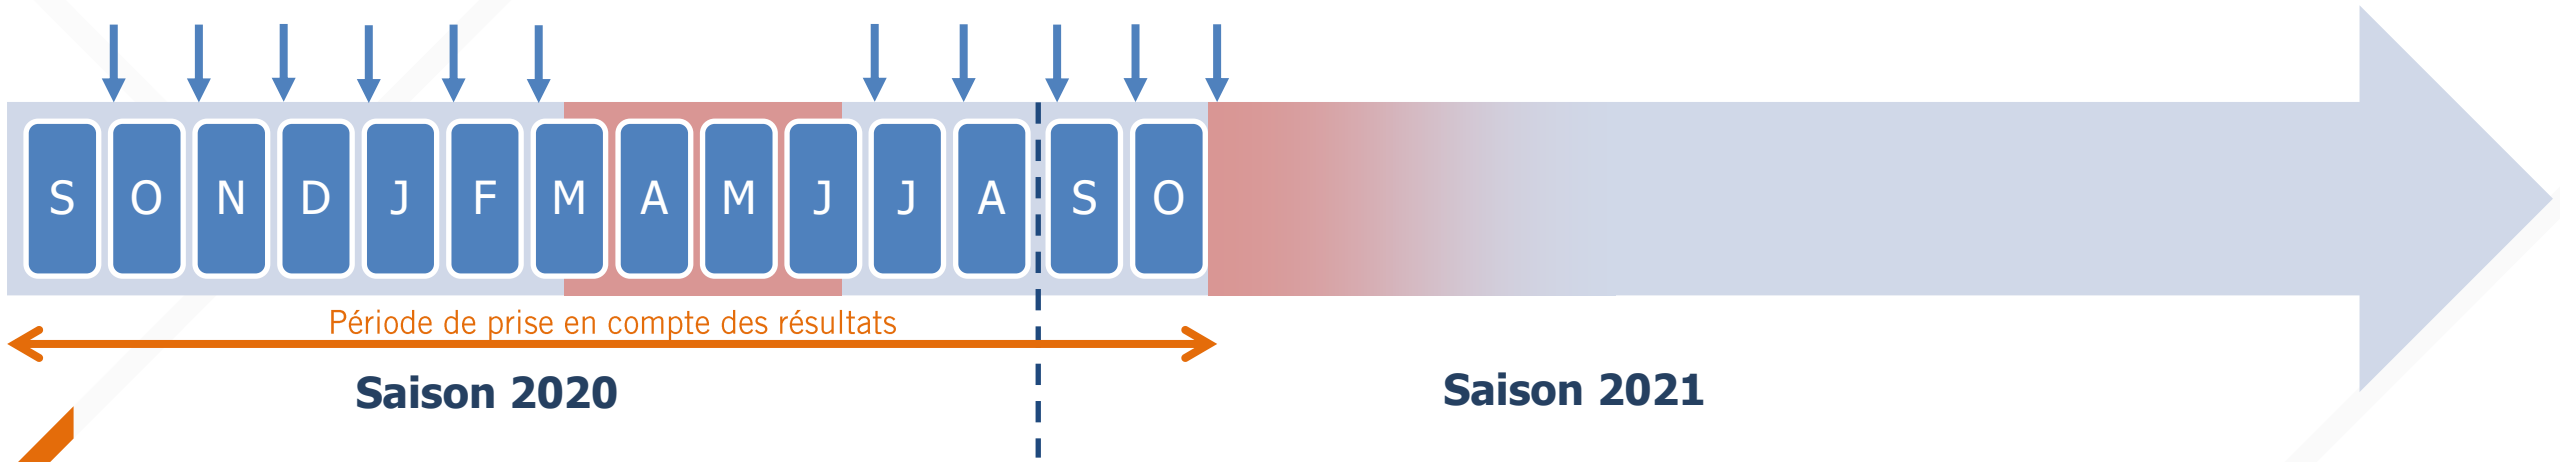 S O N D J F M A M J J A S O
Période de prise en compte des résultats
Saison 2020
Saison 2021